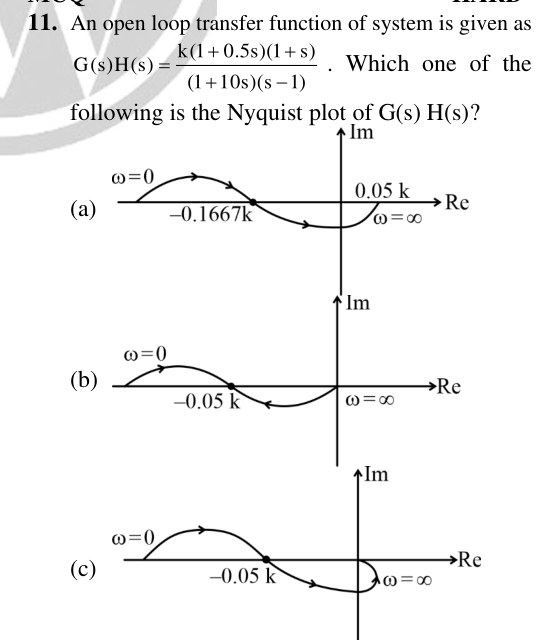 11. An open loop transfer function of system is given as
G(s)H(s) = k(1+0.5s)(1+s) / (1+10s)(s−1) . Which one of the
following is the Nyquist plot of G(s) H(s)?
Im
ω=0
0.05 k
Re
(a)
−0.1667k
ω=∞
Im
ω=0
(b)
Re
−0.05 k
ω=∞
Im
ω=0
Re
(c)
−0.05 k
ω=∞